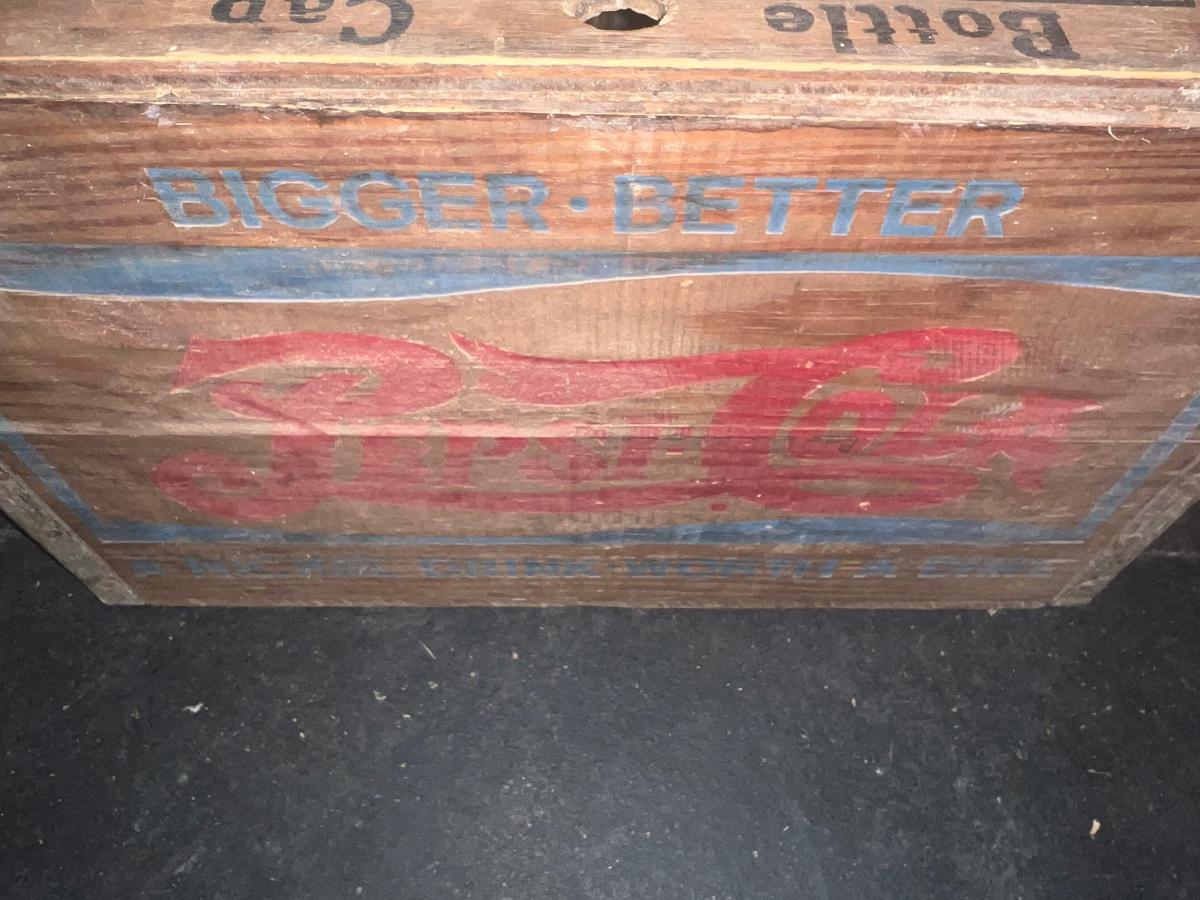 Bottle Cap
BIGGER · BETTER
PEPSI-COLA
A NICKEL DRINK · WORTH A DIME